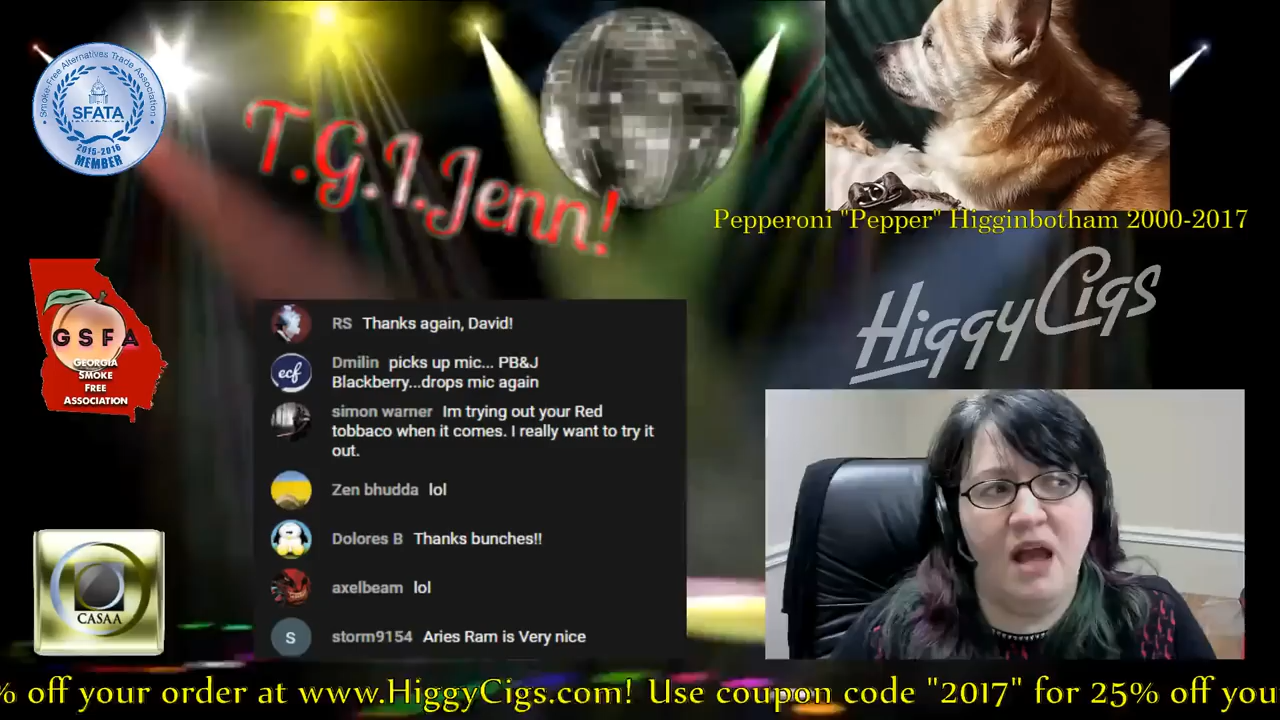 Smoke-Free Alternatives Trade Association
SFATA
2015-2016
MEMBER
T.G.I.Jenn!
Pepperoni "Pepper" Higginbotham 2000-2017
HiggyCigs
GSFA
GEORGIA
SMOKE
FREE
ASSOCIATION
CASAA
RS Thanks again, David!
ecf
Dmilin picks up mic... PB&J
Blackberry...drops mic again
simon warner Im trying out your Red
tobbaco when it comes. I really want to try it
out.
Zen bhudda lol
Dolores B Thanks bunches!!
axelbeam lol
S
storm9154 Aries Ram is Very nice
% off your order at www.HiggyCigs.com! Use coupon code "2017" for 25% off you